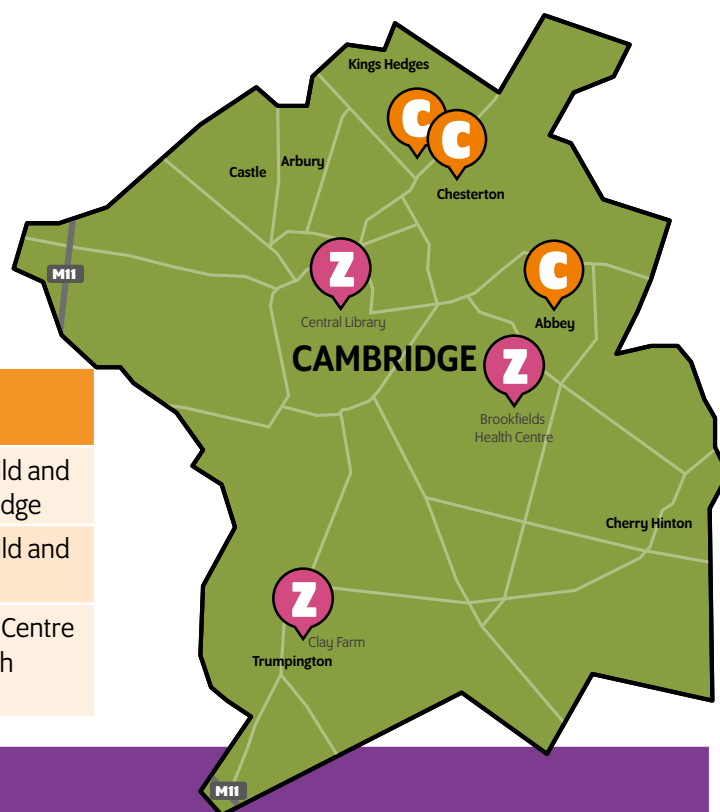 Kings Hedges
C
C
Castle
Arbury
Chesterton
Z
C
M11
Central Library
Abbey
CAMBRIDGE
Z
Brookfields
Health Centre
ld and
dge
ld and
Cherry Hinton
Centre
h
Z
Clay Farm
Trumpington
M11